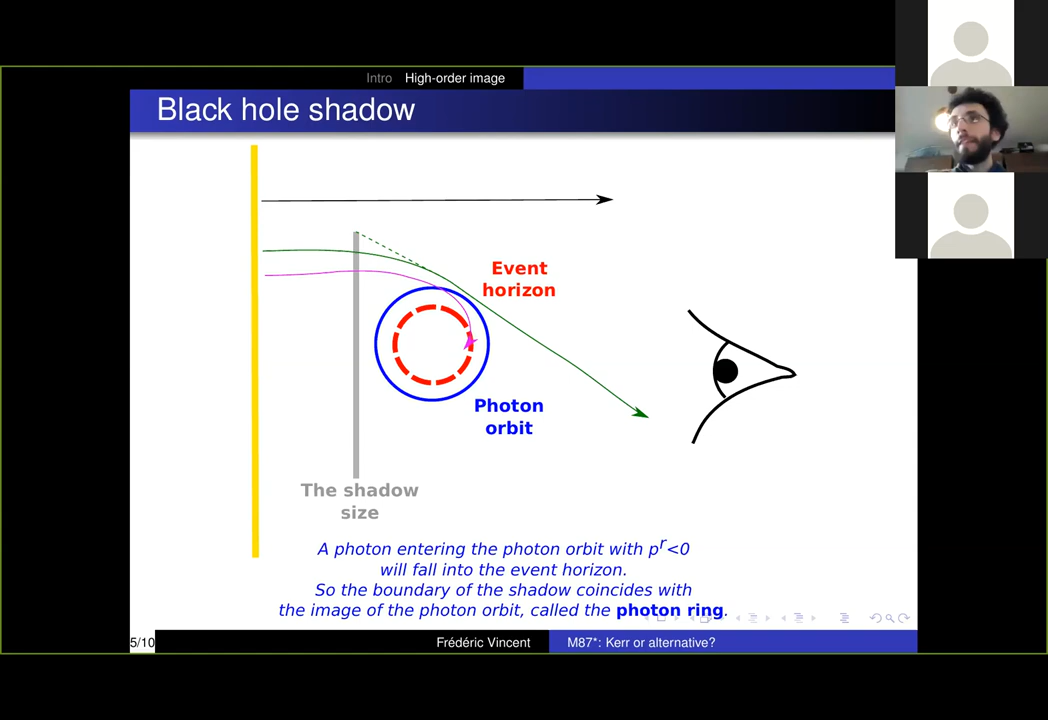 Intro High-order image
Black hole shadow
Event
horizon
Photon
orbit
The shadow
size
A photon entering the photon orbit with pʳ<0
will fall into the event horizon.
So the boundary of the shadow coincides with
the image of the photon orbit, called the photon ring.
5/10 Frédéric Vincent M87*: Kerr or alternative?